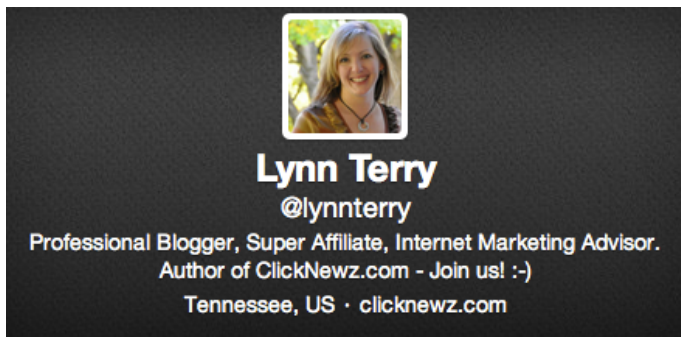 Lynn Terry
@lynnterry
Professional Blogger, Super Affiliate, Internet Marketing Advisor.
Author of ClickNewz.com - Join us! :-)
Tennessee, US · clicknewz.com